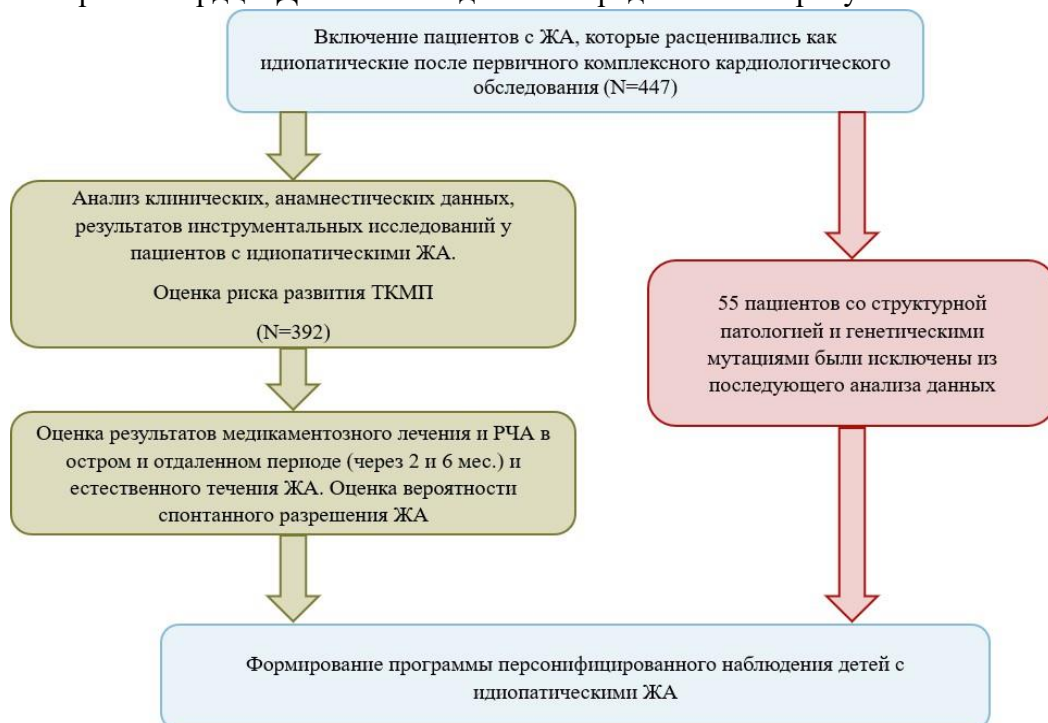 Включение пациентов с ЖА, которые расценивались как
идиопатические после первичного комплексного кардиологического
обследования (N=447)
Анализ клинических, анамнестических данных,
результатов инструментальных исследований у
пациентов с идиопатическими ЖА.
Оценка риска развития ТКМП
(N=392)
55 пациентов со структурной
патологией и генетическими
мутациями были исключены из
последующего анализа данных
Оценка результатов медикаментозного лечения и РЧА в
остром и отдаленном периоде (через 2 и 6 мес.) и
естественного течения ЖА. Оценка вероятности
спонтанного разрешения ЖА
Формирование программы персонифицированного наблюдения детей с
идиопатическими ЖА